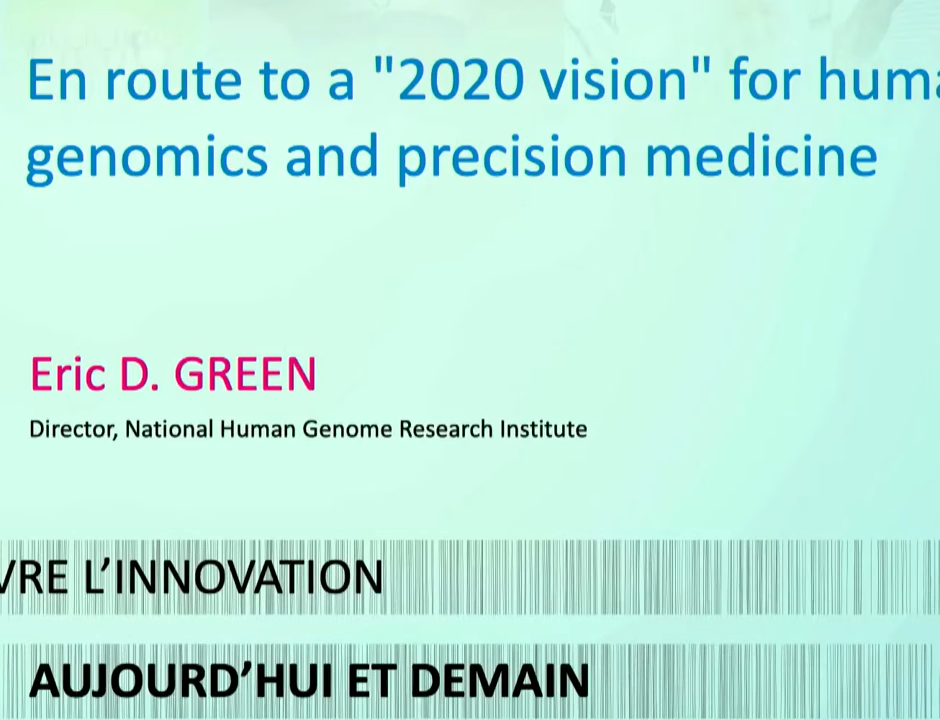 En route to a "2020 vision" for huma
genomics and precision medicine
Eric D. GREEN
Director, National Human Genome Research Institute
VRE L’INNOVATION
AUJOURD’HUI ET DEMAIN